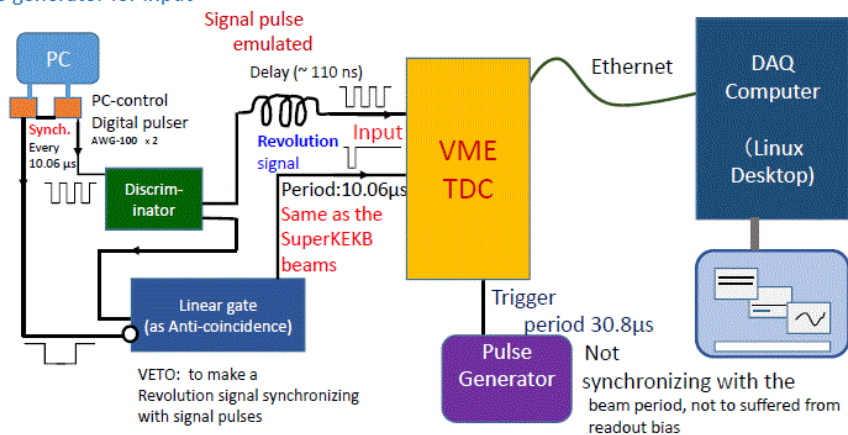 generator for input
Signal pulse
emulated
PC
Delay (~ 110 ns)
Ethernet
DAQ
Computer
(Linux
Desktop)
PC-control
Digital pulser
AWG-100 x 2
Synch.
Every
10.06 µs
Revolution
signal
Input
VME
TDC
Discrim-
inator
Period:10.06µs
Same as the
SuperKEKB
beams
Linear gate
(as Anti-coincidence)
Trigger
period 30.8µs
Pulse
Generator
Not
synchronizing with the
beam period, not to suffered from
readout bias
VETO: to make a
Revolution signal synchronizing
with signal pulses